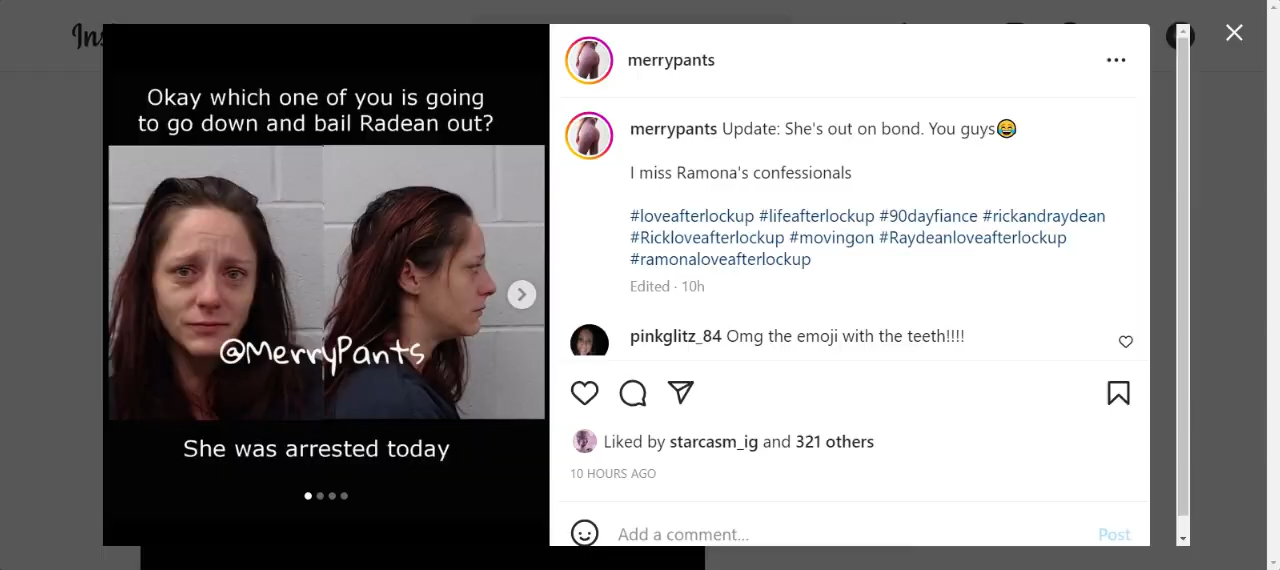 Ins
Okay which one of you is going
to go down and bail Radean out?
@MerryPants
She was arrested today
merrypants
merrypants Update: She's out on bond. You guys😂
I miss Ramona's confessionals
#loveafterlockup #lifeafterlockup #90dayfiance #rickandraydean
#Rickloveafterlockup #movingon #Raydeanloveafterlockup
#ramonaloveafterlockup
Edited · 10h
pinkglitz_84 Omg the emoji with the teeth!!!!
Liked by starcasm_ig and 321 others
10 HOURS AGO
Add a comment...
Post